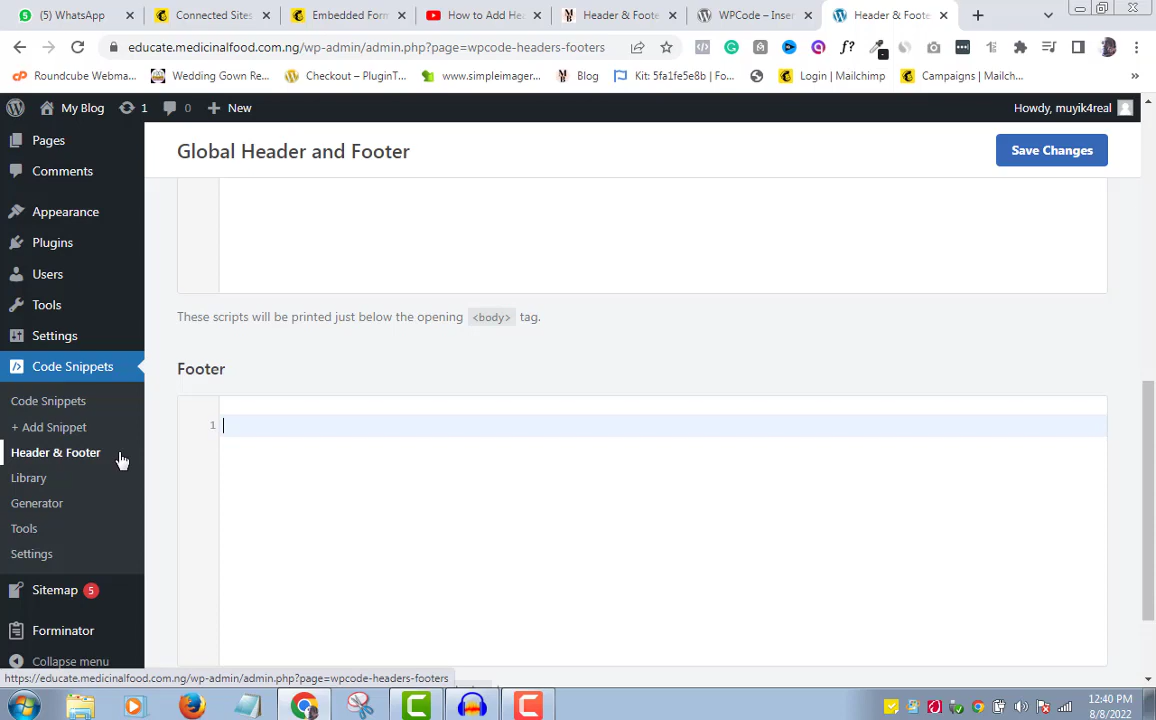 (5) WhatsApp
Connected Sites
Embedded Form
How to Add Hea
Header & Foote
WPCode – Inser
Header & Foote
educate.medicinalfood.com.ng/wp-admin/admin.php?page=wpcode-headers-footers
f?
Roundcube Webma...
Wedding Gown Re...
Checkout – PluginT...
www.simpleimager...
Blog
Kit: 5fa1fe5e8b | Fo...
Login | Mailchimp
Campaigns | Mailch...
»
My Blog
1
0
New
Howdy, muyik4real
Pages
Comments
Appearance
Plugins
Users
Tools
Settings
Code Snippets
Code Snippets
+ Add Snippet
Header & Footer
Library
Generator
Tools
Settings
Sitemap 5
Forminator
Collapse menu
Global Header and Footer
Save Changes
These scripts will be printed just below the opening <body> tag.
Footer
1
https://educate.medicinalfood.com.ng/wp-admin/admin.php?page=wpcode-headers-footers
12:40 PM
8/8/2022